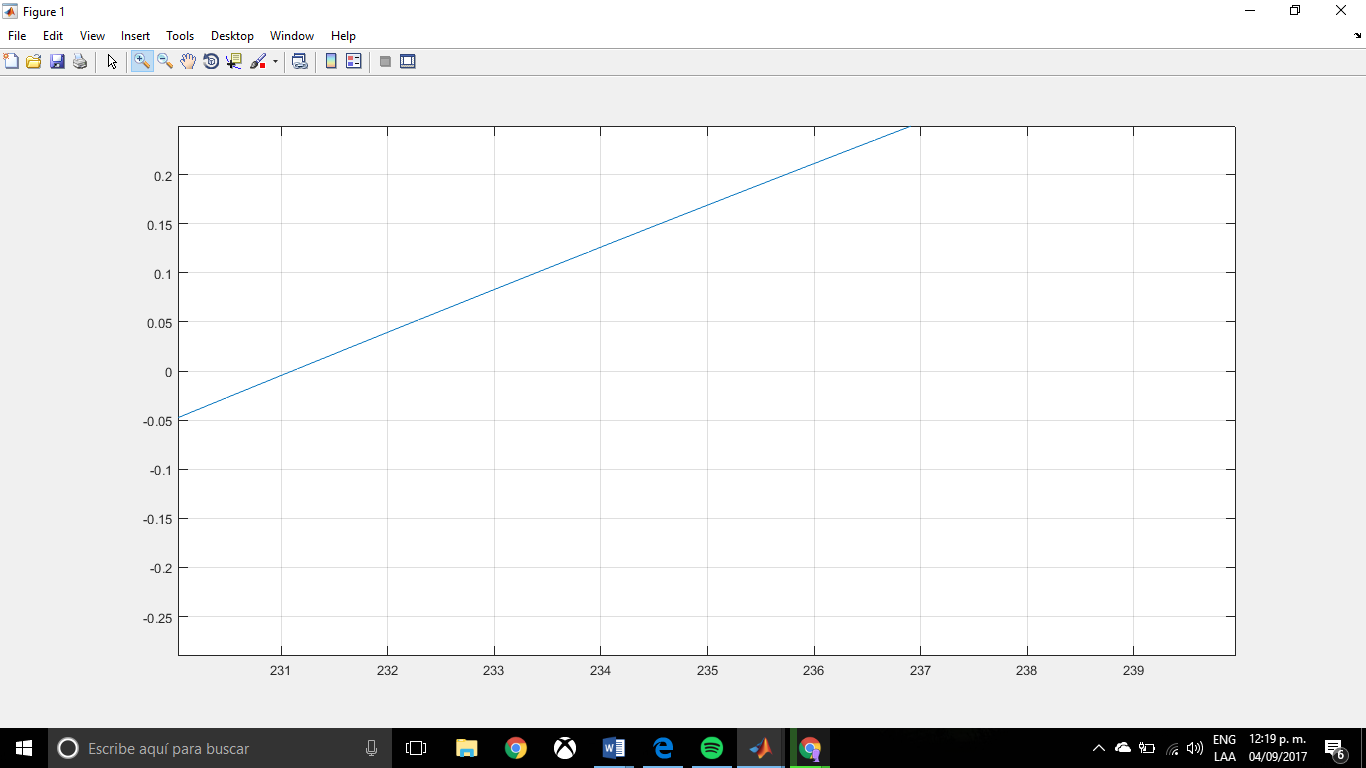 Figure 1
File Edit View Insert Tools Desktop Window Help
0.2
0.15
0.1
0.05
0
-0.05
-0.1
-0.15
-0.2
-0.25
231 232 233 234 235 236 237 238 239
Escribe aquí para buscar
ENG 12:19 p. m.
LAA 04/09/2017 6